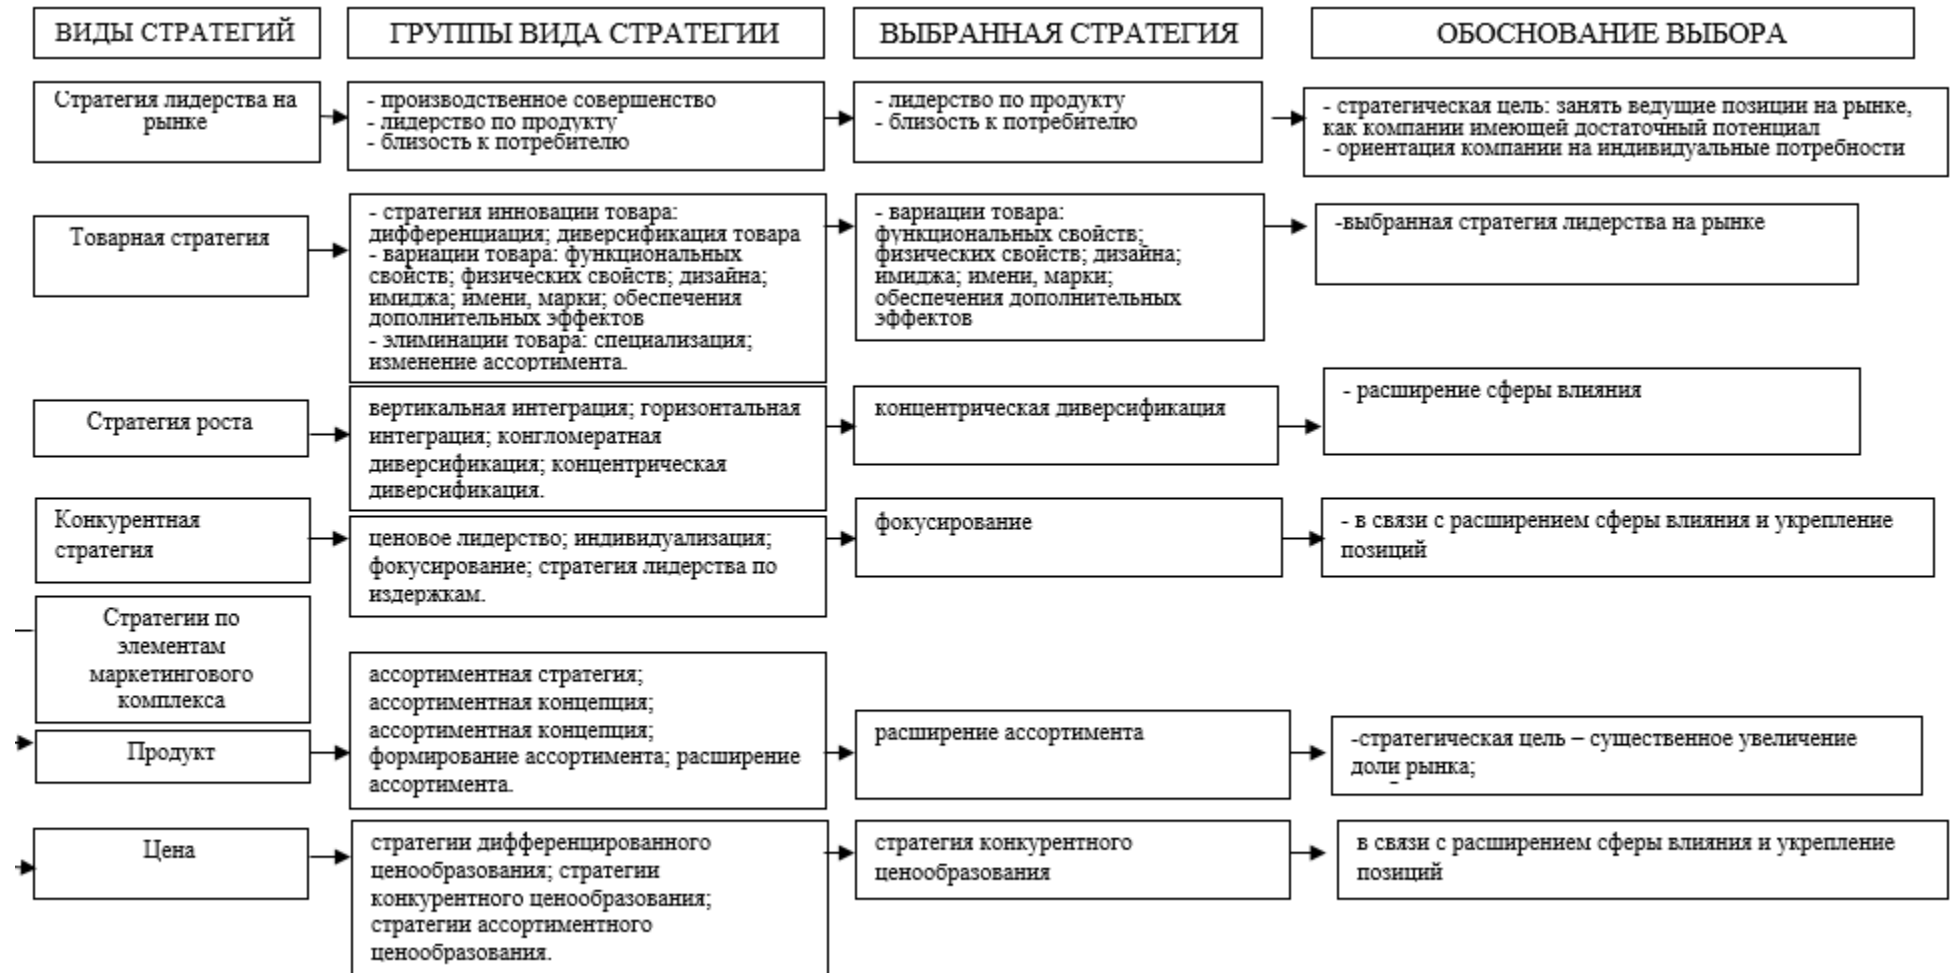 ВИДЫ СТРАТЕГИЙ
ГРУППЫ ВИДА СТРАТЕГИИ
ВЫБРАННАЯ СТРАТЕГИЯ
ОБОСНОВАНИЕ ВЫБОРА
Стратегия лидерства на
рынке
- производственное совершенство
- лидерство по продукту
- близость к потребителю
- лидерство по продукту
- близость к потребителю
- стратегическая цель: занять ведущие позиции на рынке,
как компании имеющей достаточный потенциал
- ориентация компании на индивидуальные потребности
Товарная стратегия
- стратегия инновации товара:
дифференциация; диверсификация товара
- вариации товара: функциональных
свойств; физических свойств; дизайна;
имиджа; имени, марки; обеспечения
дополнительных эффектов
- элиминации товара: специализация;
изменение ассортимента.
- вариации товара:
функциональных свойств;
физических свойств; дизайна;
имиджа; имени, марки;
обеспечения дополнительных
эффектов
-выбранная стратегия лидерства на рынке
Стратегия роста
вертикальная интеграция; горизонтальная
интеграция; конгломератная
диверсификация; концентрическая
диверсификация.
концентрическая диверсификация
- расширение сферы влияния
Конкурентная
стратегия
ценовое лидерство; индивидуализация;
фокусирование; стратегия лидерства по
издержкам.
фокусирование
- в связи с расширением сферы влияния и укрепление
позиций
Стратегии по
элементам
маркетингового
комплекса
Продукт
ассортиментная стратегия;
ассортиментная концепция;
ассортиментная концепция;
формирование ассортимента; расширение
ассортимента.
расширение ассортимента
-стратегическая цель – существенное увеличение
доли рынка;
Цена
стратегии дифференцированного
ценообразования; стратегии
конкурентного ценообразования;
стратегии ассортиментного
ценообразования.
стратегия конкурентного
ценообразования
в связи с расширением сферы влияния и укрепление
позиций